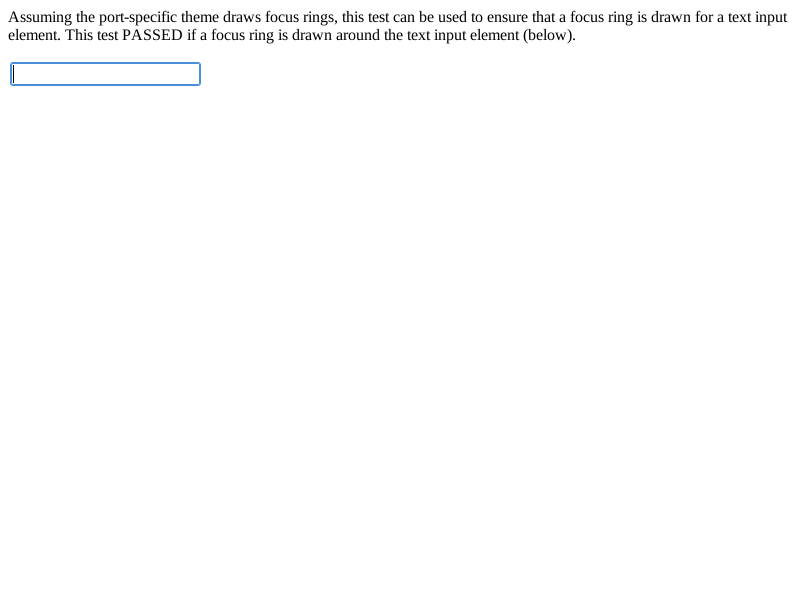 Assuming the port-specific theme draws focus rings, this test can be used to ensure that a focus ring is drawn for a text input
element. This test PASSED if a focus ring is drawn around the text input element (below).